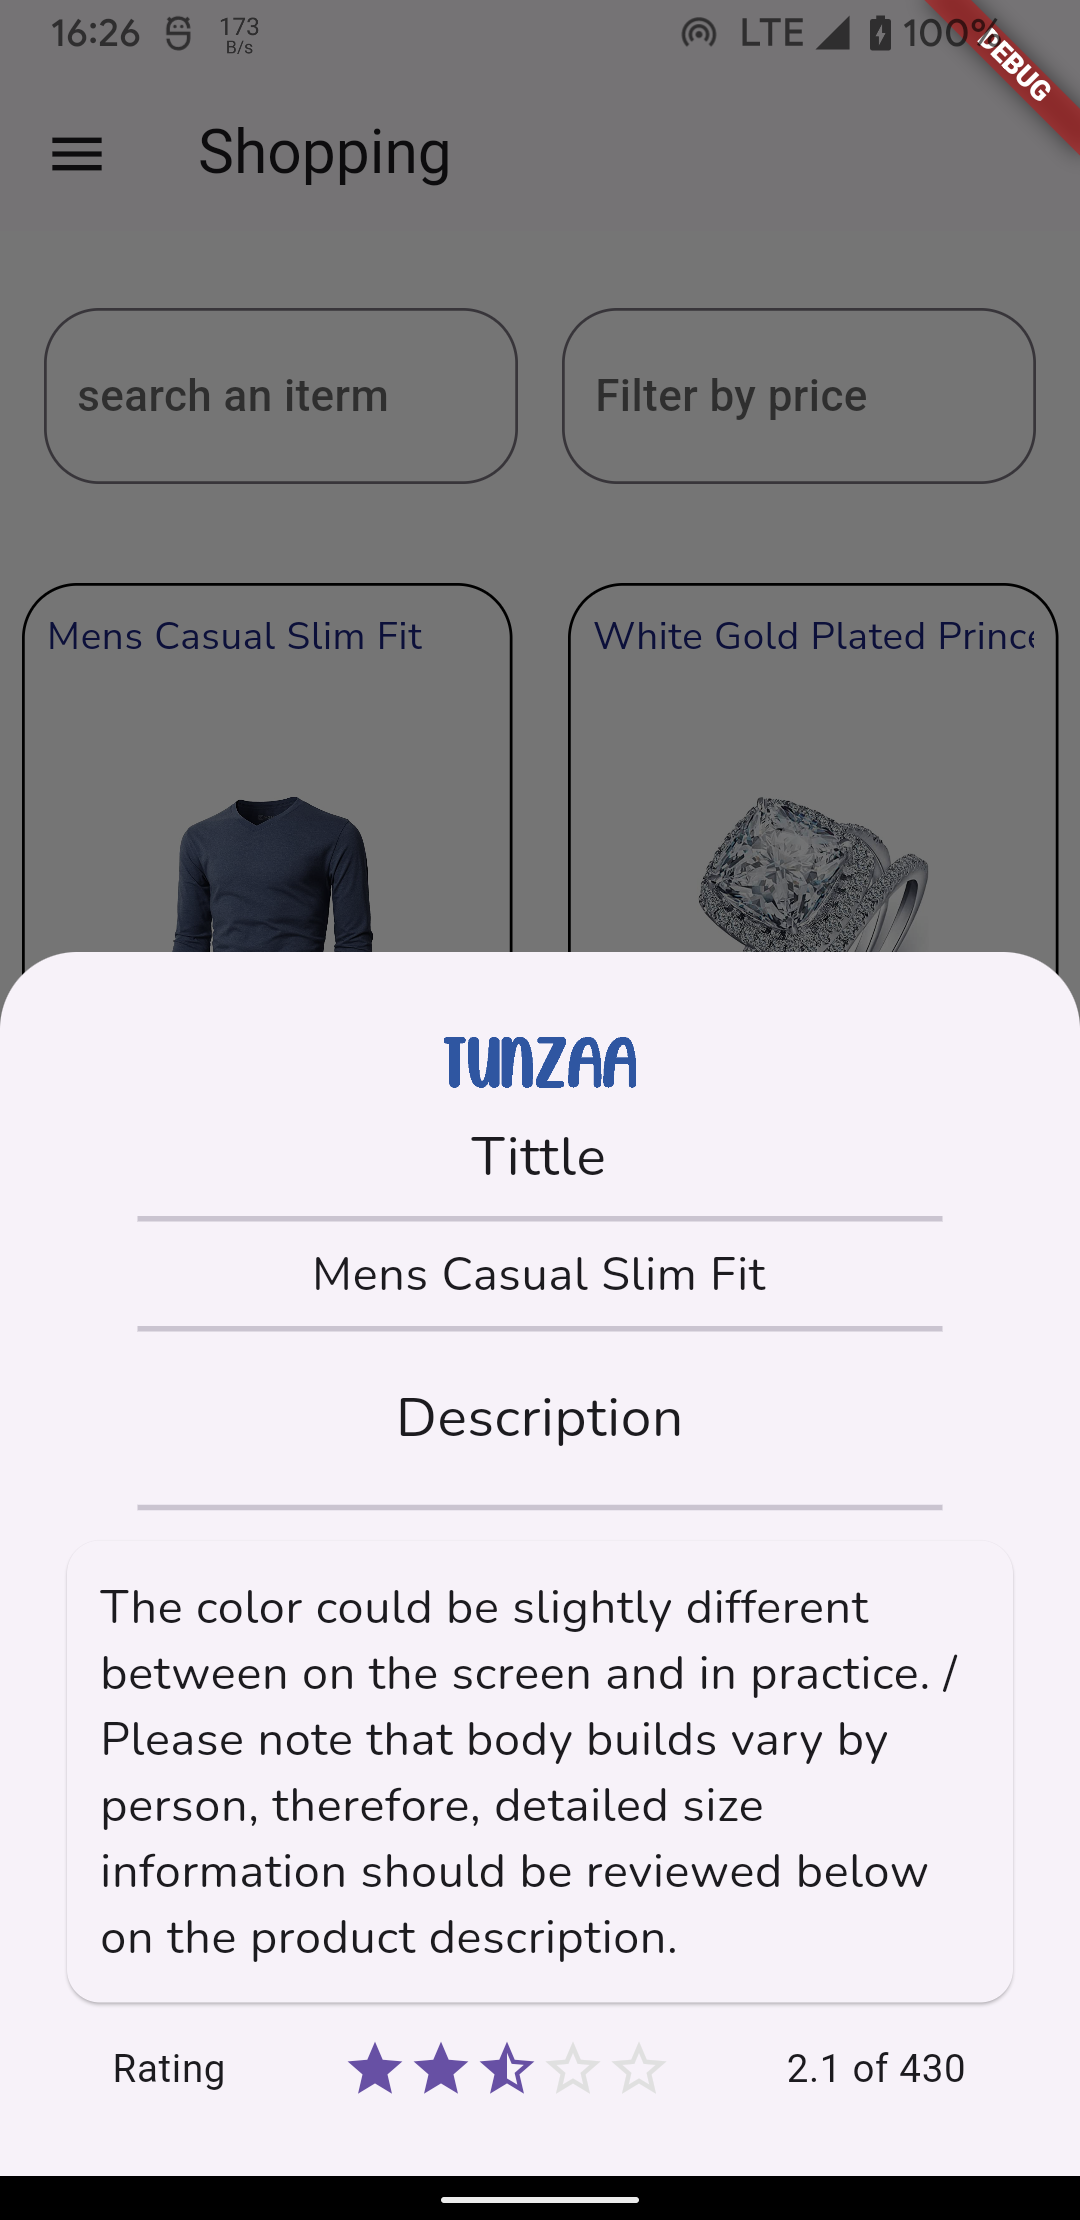 16:26
173
B/s
LTE
100%
DEBUG
Shopping
search an iterm
Filter by price
Mens Casual Slim Fit
White Gold Plated Prince
TUNZAA
Tittle
Mens Casual Slim Fit
Description
The color could be slightly different
between on the screen and in practice. /
Please note that body builds vary by
person, therefore, detailed size
information should be reviewed below
on the product description.
Rating
2.1 of 430